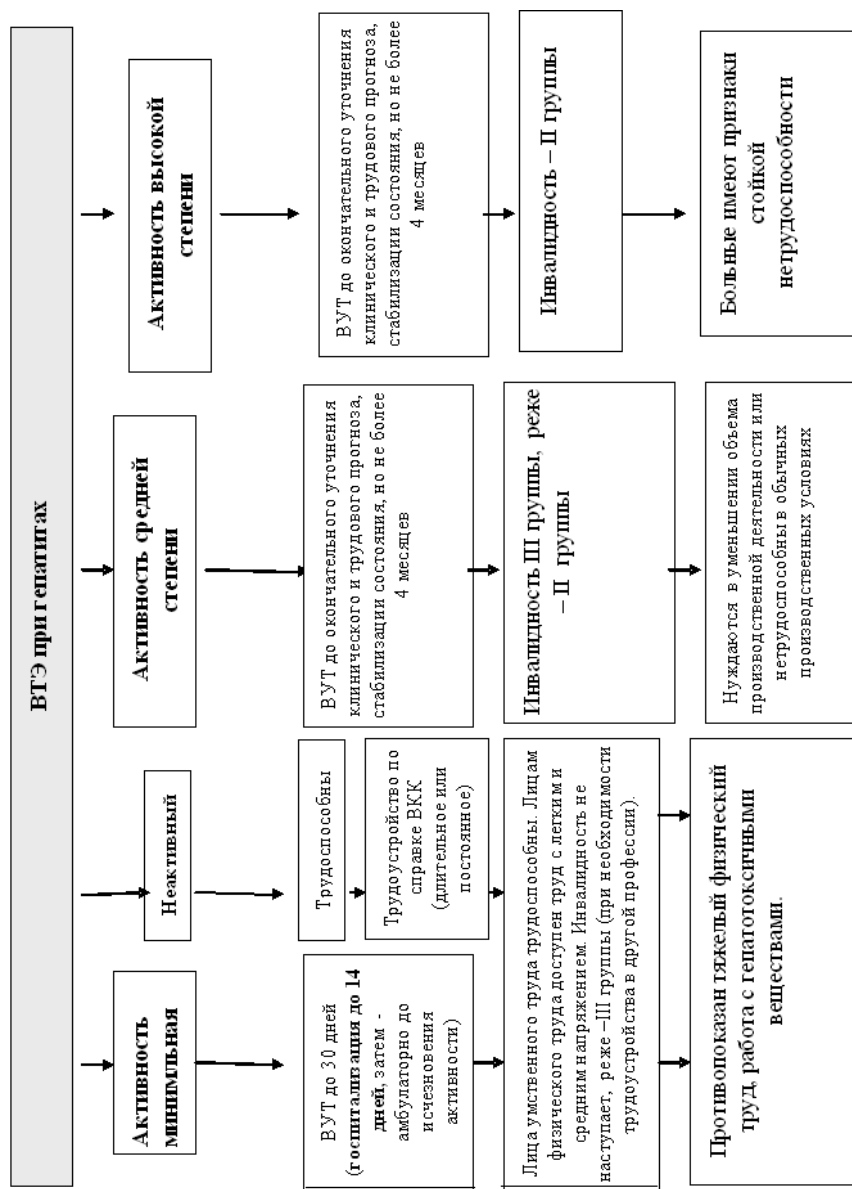 ВТЭ при гепатитах
Активность
минимльная
Неактивный
Активность средней
степени
Активность высокой
степени
ВУТ до 30 дней
(госпитализация до 14
дней, затем -
амбулаторно до
исчезновения
активности)
Трудоспособны
Трудоустройство по
справке ВКК
(длительное или
постоянное)
ВУТ до окончательного уточнения
клинического и трудового прогноза,
стабилизации состояния, но не более
4 месяцев
ВУТ до окончательного уточнения
клинического и трудового прогноза,
стабилизации состояния, но не более
4 месяцев
Лица умственного труда трудоспособны. Лицам
физического труда доступен труд с легким и
средним напряжением. Инвалидность не
наступает, реже –III группы (при необходимости
трудоустройства в другой профессии).
Инвалидность III группы, реже
– II группы
Инвалидность – II группы
Противопоказан тяжелый физический
труд, работа с гепатотоксичными
веществами.
Нуждаются в уменьшении объема
производственной деятельности или
нетрудоспособны в обычных
производственных условиях
Больные имеют признаки
стойкой
нетрудоспособности